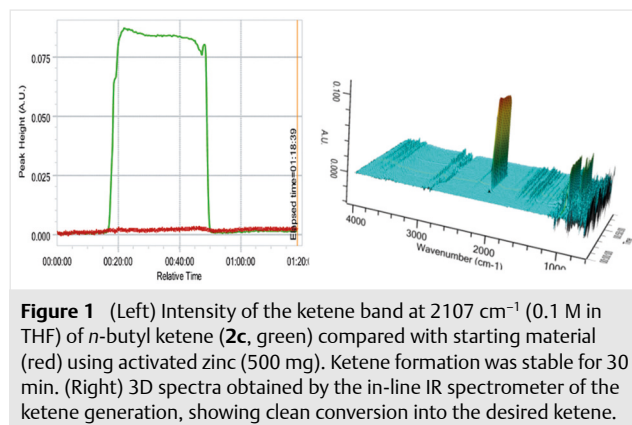 Peak Height (A.U.)
0.075
0.050
0.025
0.000
00:00:00
00:20:00
00:40:00
01:00:00
01:20:
Relative Time
Elapsed time=01:18:39
0.100
0.000
A.U.
4000
3000
2000
1000
Wavenumber (cm-1)
Figure 1 (Left) Intensity of the ketene band at 2107 cm⁻¹ (0.1 M in
THF) of n-butyl ketene (2c, green) compared with starting material
(red) using activated zinc (500 mg). Ketene formation was stable for 30
min. (Right) 3D spectra obtained by the in-line IR spectrometer of the
ketene generation, showing clean conversion into the desired ketene.